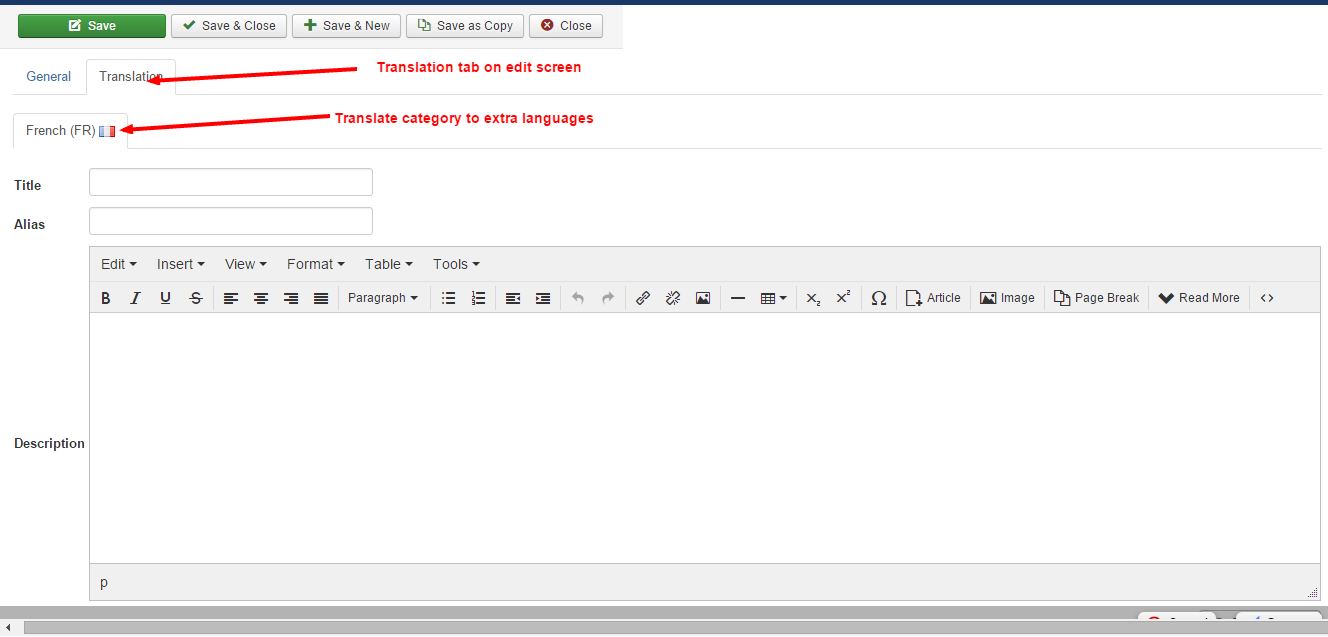 Save Save & Close Save & New Save as Copy Close
General Translation Translation tab on edit screen
French (FR) Translate category to extra languages
Title
Alias
Edit Insert View Format Table Tools
B I U S Paragraph X2 X2 Ω Article Image Page Break Read More <>
Description
p